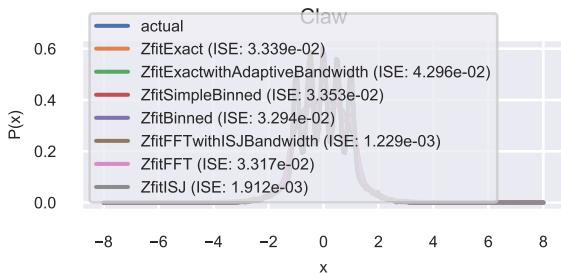 Claw
actual
ZfitExact (ISE: 3.339e-02)
ZfitExactwithAdaptiveBandwidth (ISE: 4.296e-02)
ZfitSimpleBinned (ISE: 3.353e-02)
ZfitBinned (ISE: 3.294e-02)
ZfitFFTwithISJBandwidth (ISE: 1.229e-03)
ZfitFFT (ISE: 3.317e-02)
ZfitISJ (ISE: 1.912e-03)
P(x)
0.6
0.4
0.2
0.0
−8 −6 −4 −2 0 2 4 6 8
x